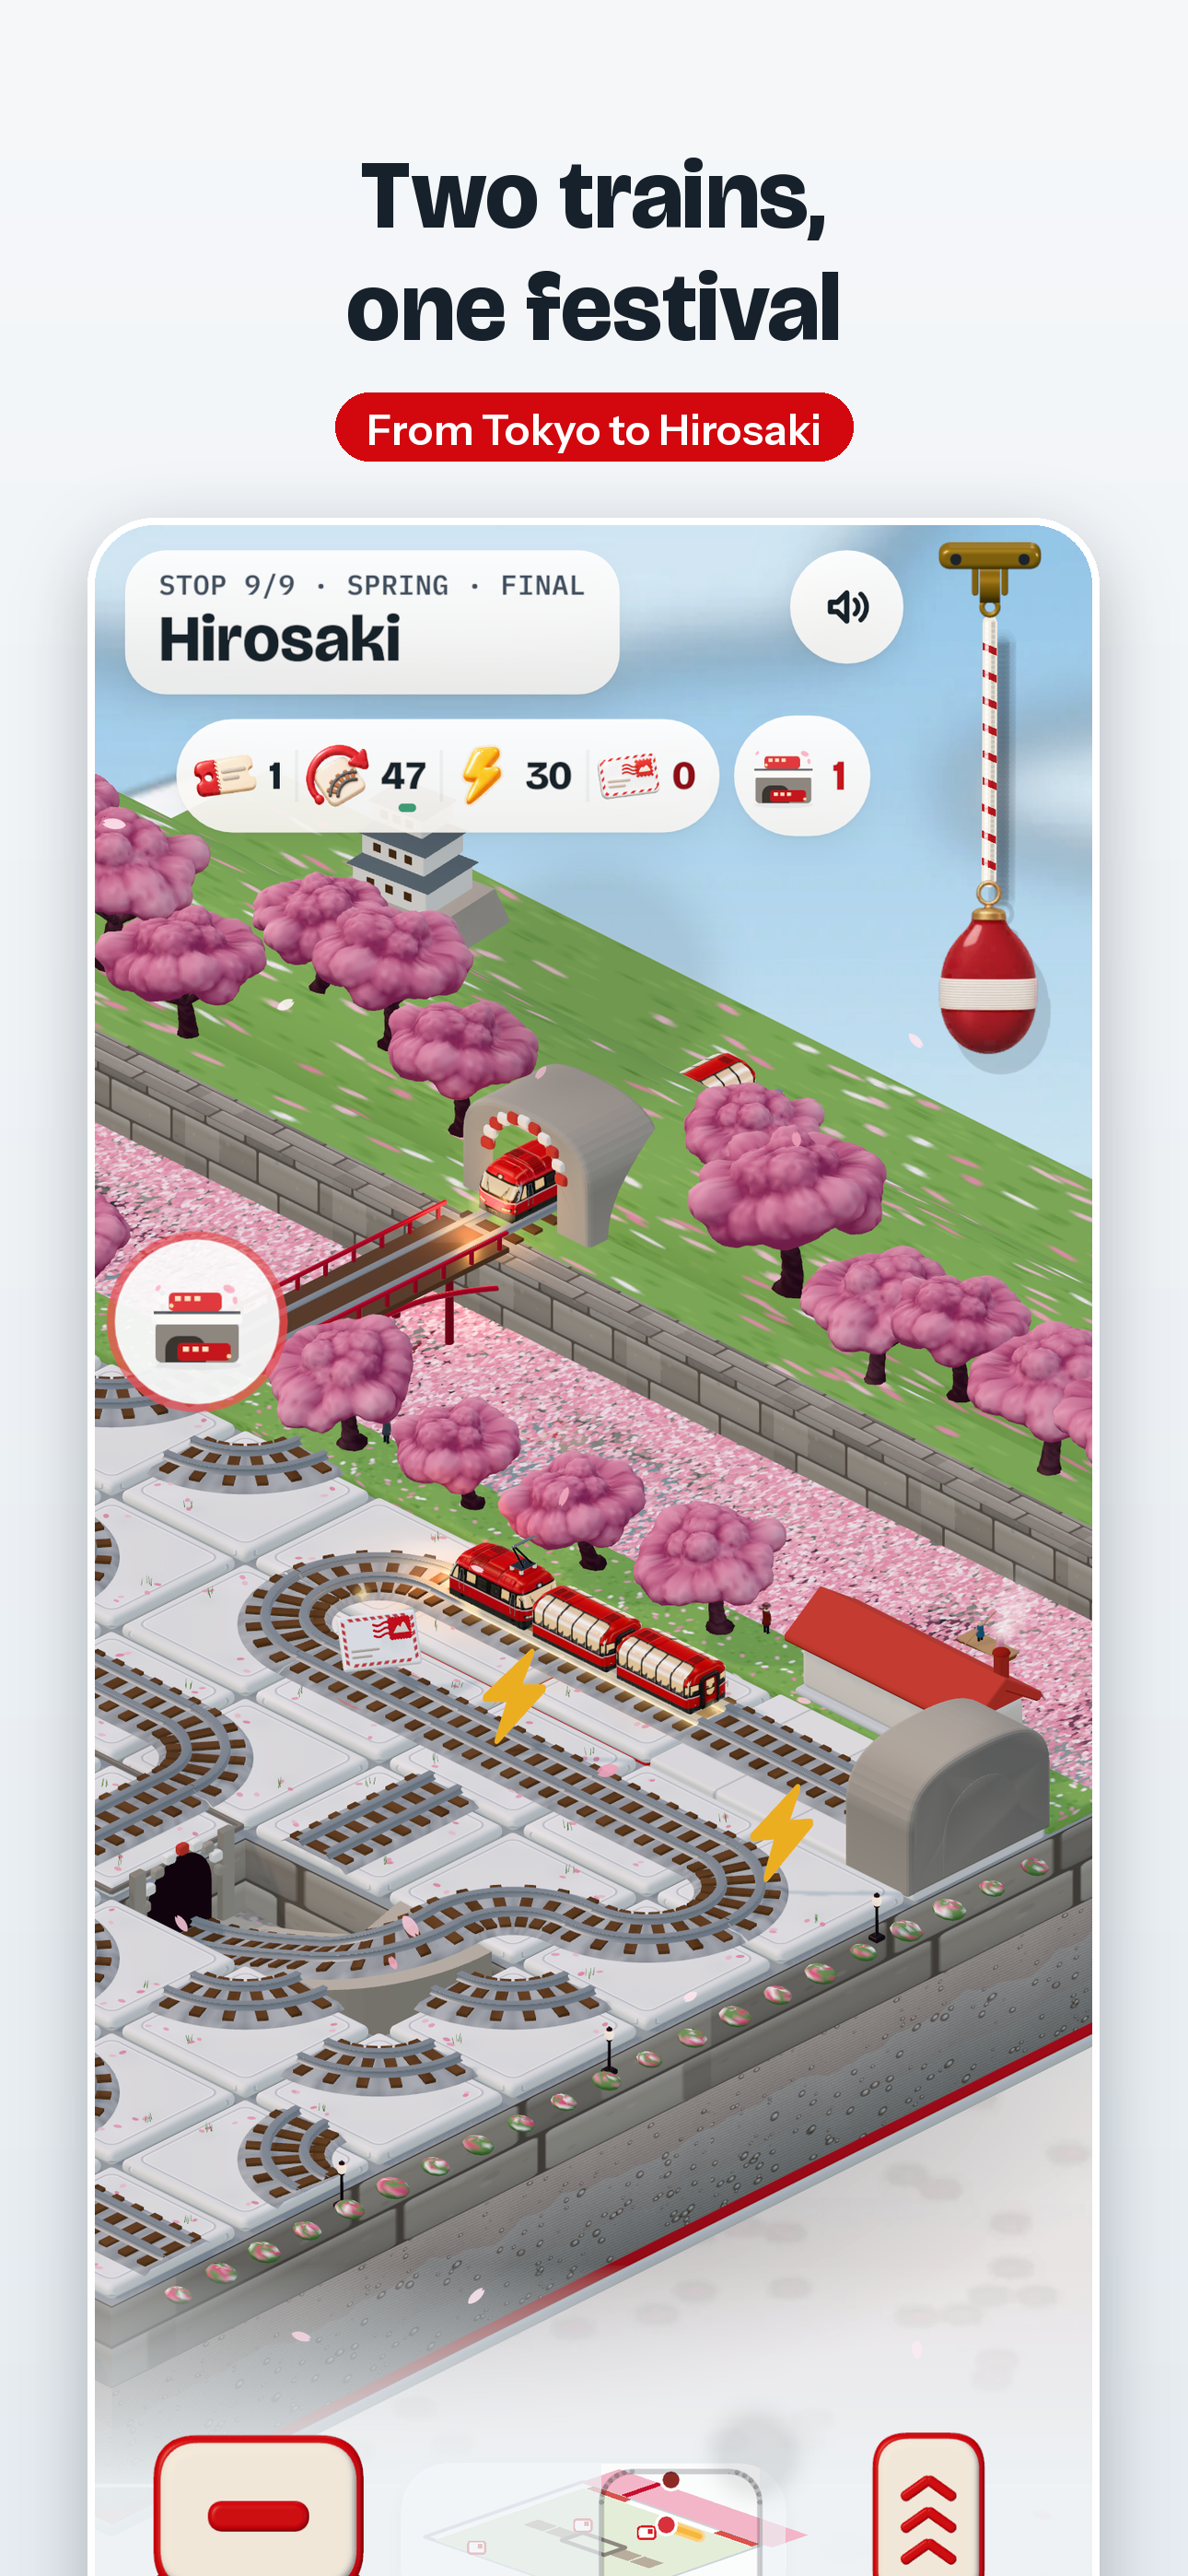 Two trains,
one festival
From Tokyo to Hirosaki
STOP 9/9 · SPRING · FINAL
Hirosaki
1 47 30 0 1